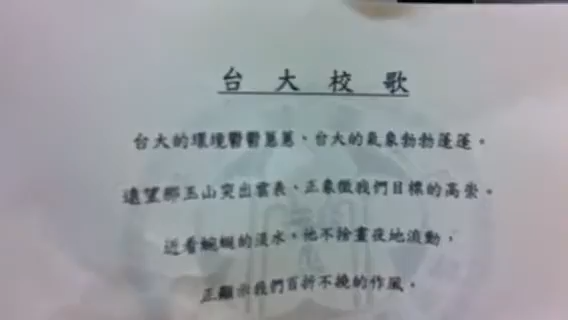 台大校歌
台大的環境鬱鬱蔥蔥、台大的氣象勃勃蓬蓬。
遠望那玉山突出雲表、正象徵我們目標的高崇。
近看蜿蜒的淡水，他不捨晝夜地流動，
正顯示我們百折不撓的作風。